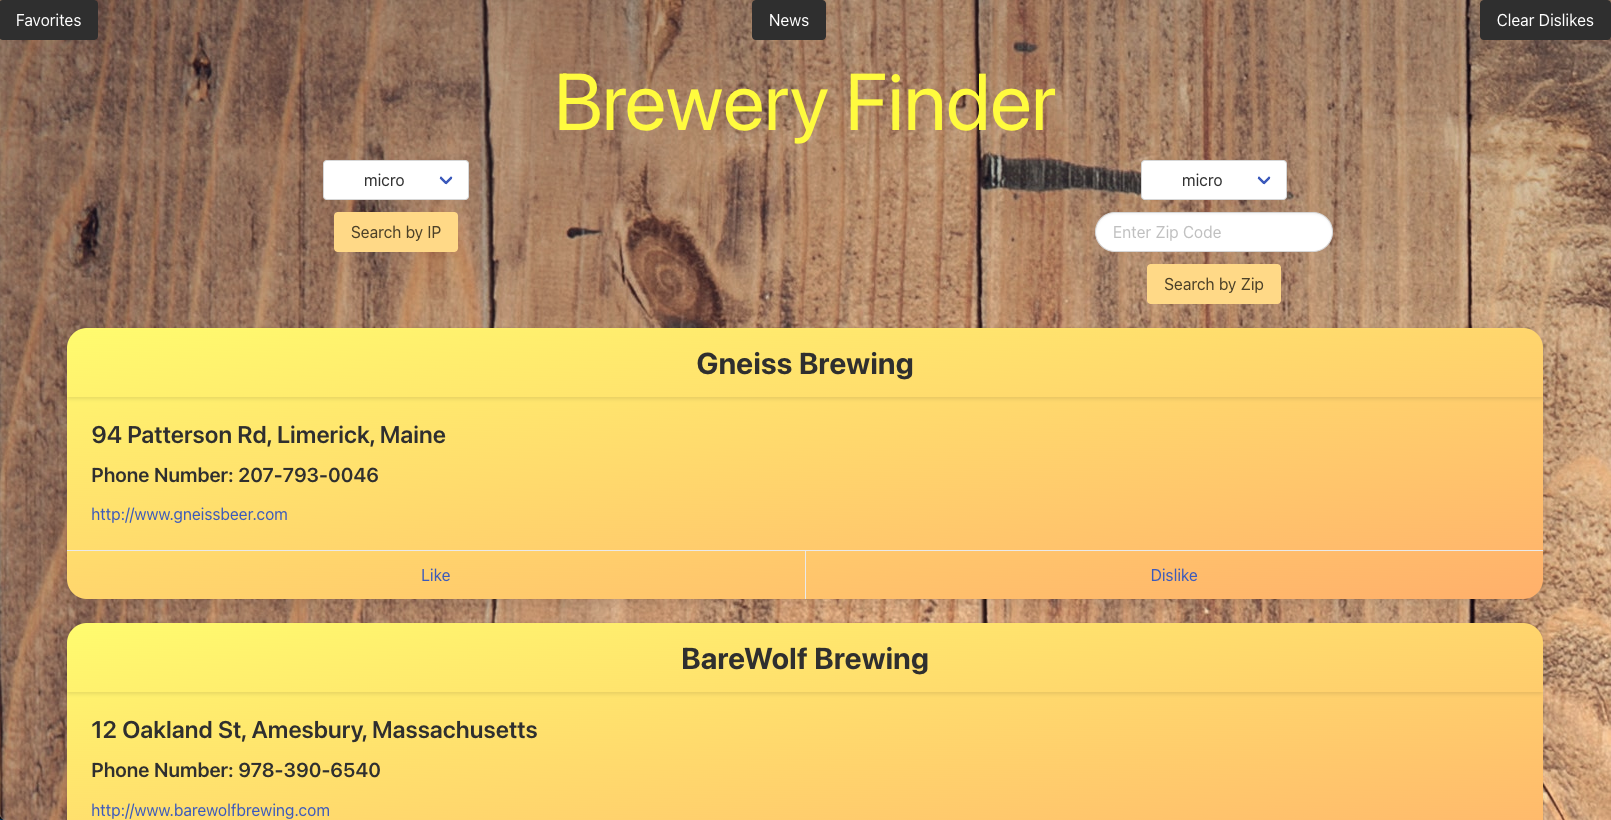 Favorites
News
Clear Dislikes
Brewery Finder
micro
micro
Search by IP
Enter Zip Code
Search by Zip
Gneiss Brewing
94 Patterson Rd, Limerick, Maine
Phone Number: 207-793-0046
http://www.gneissbeer.com
Like
Dislike
BareWolf Brewing
12 Oakland St, Amesbury, Massachusetts
Phone Number: 978-390-6540
http://www.barewolfbrewing.com